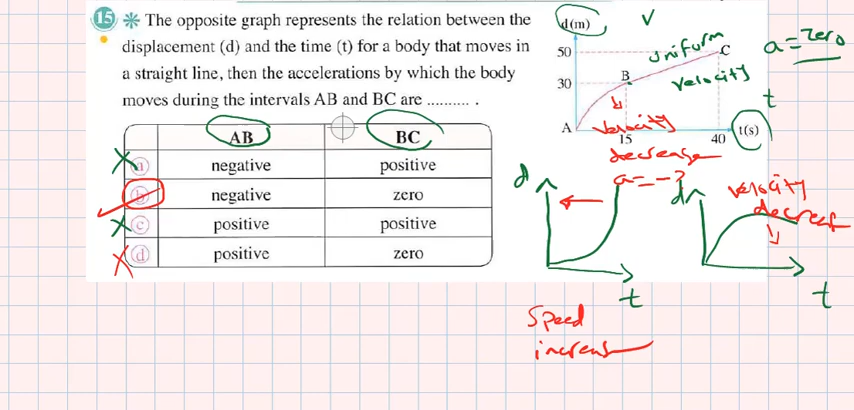 15 * The opposite graph represents the relation between the
displacement (d) and the time (t) for a body that moves in
a straight line, then the accelerations by which the body
moves during the intervals AB and BC are .......... .
AB BC
a negative positive
b negative zero
c positive positive
d positive zero
d(m)
50
30
A
B
C
15
40
t(s)
V
uniform
velocity
a = zero
t
velocity
decrease
a = - ?
d
t
Speed
increase
d
t
velocity
decrease